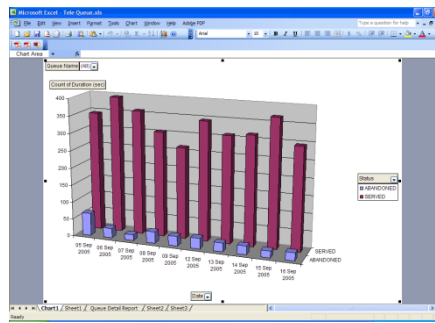 Microsoft Excel - Tele Queue.xls
File Edit View Insert Format Tools Chart Window Help Adobe PDF
Type a question for help
Arial 10 B I U
Chart Area
Queue Name (All)
Count of Duration (sec)
400
350
300
250
200
150
100
50
0
05 Sep 2005
06 Sep 2005
07 Sep 2005
08 Sep 2005
09 Sep 2005
12 Sep 2005
13 Sep 2005
14 Sep 2005
15 Sep 2005
16 Sep 2005
SERVED
ABANDONED
Status
ABANDONED
SERVED
Date
Chart1 / Sheet1 / Queue Detail Report / Sheet2 / Sheet3 /
Ready